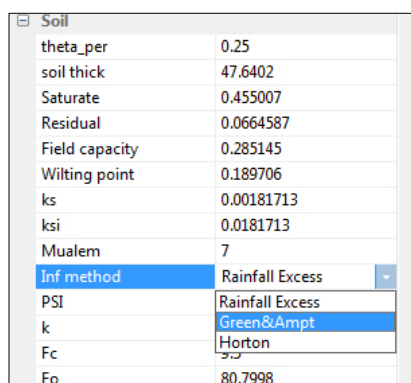 Soil
theta_per 0.25
soil thick 47.6402
Saturate 0.455007
Residual 0.0664587
Field capacity 0.285145
Wilting point 0.189706
ks 0.00181713
ksi 0.0181713
Mualem 7
Inf method Rainfall Excess
PSI Rainfall Excess
k Green&Ampt
Fc Horton
Fo 80.7998